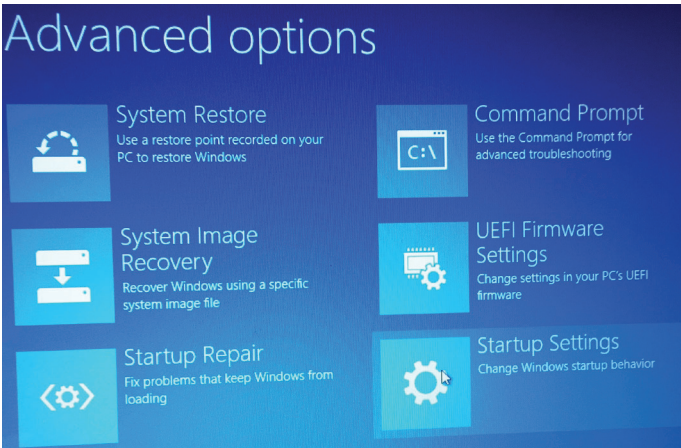 Advanced options
System Restore
Use a restore point recorded on your
PC to restore Windows
Command Prompt
Use the Command Prompt for
advanced troubleshooting
C:\
System Image
Recovery
Recover Windows using a specific
system image file
UEFI Firmware
Settings
Change settings in your PC's UEFI
firmware
Startup Repair
Fix problems that keep Windows from
loading
Startup Settings
Change Windows startup behavior